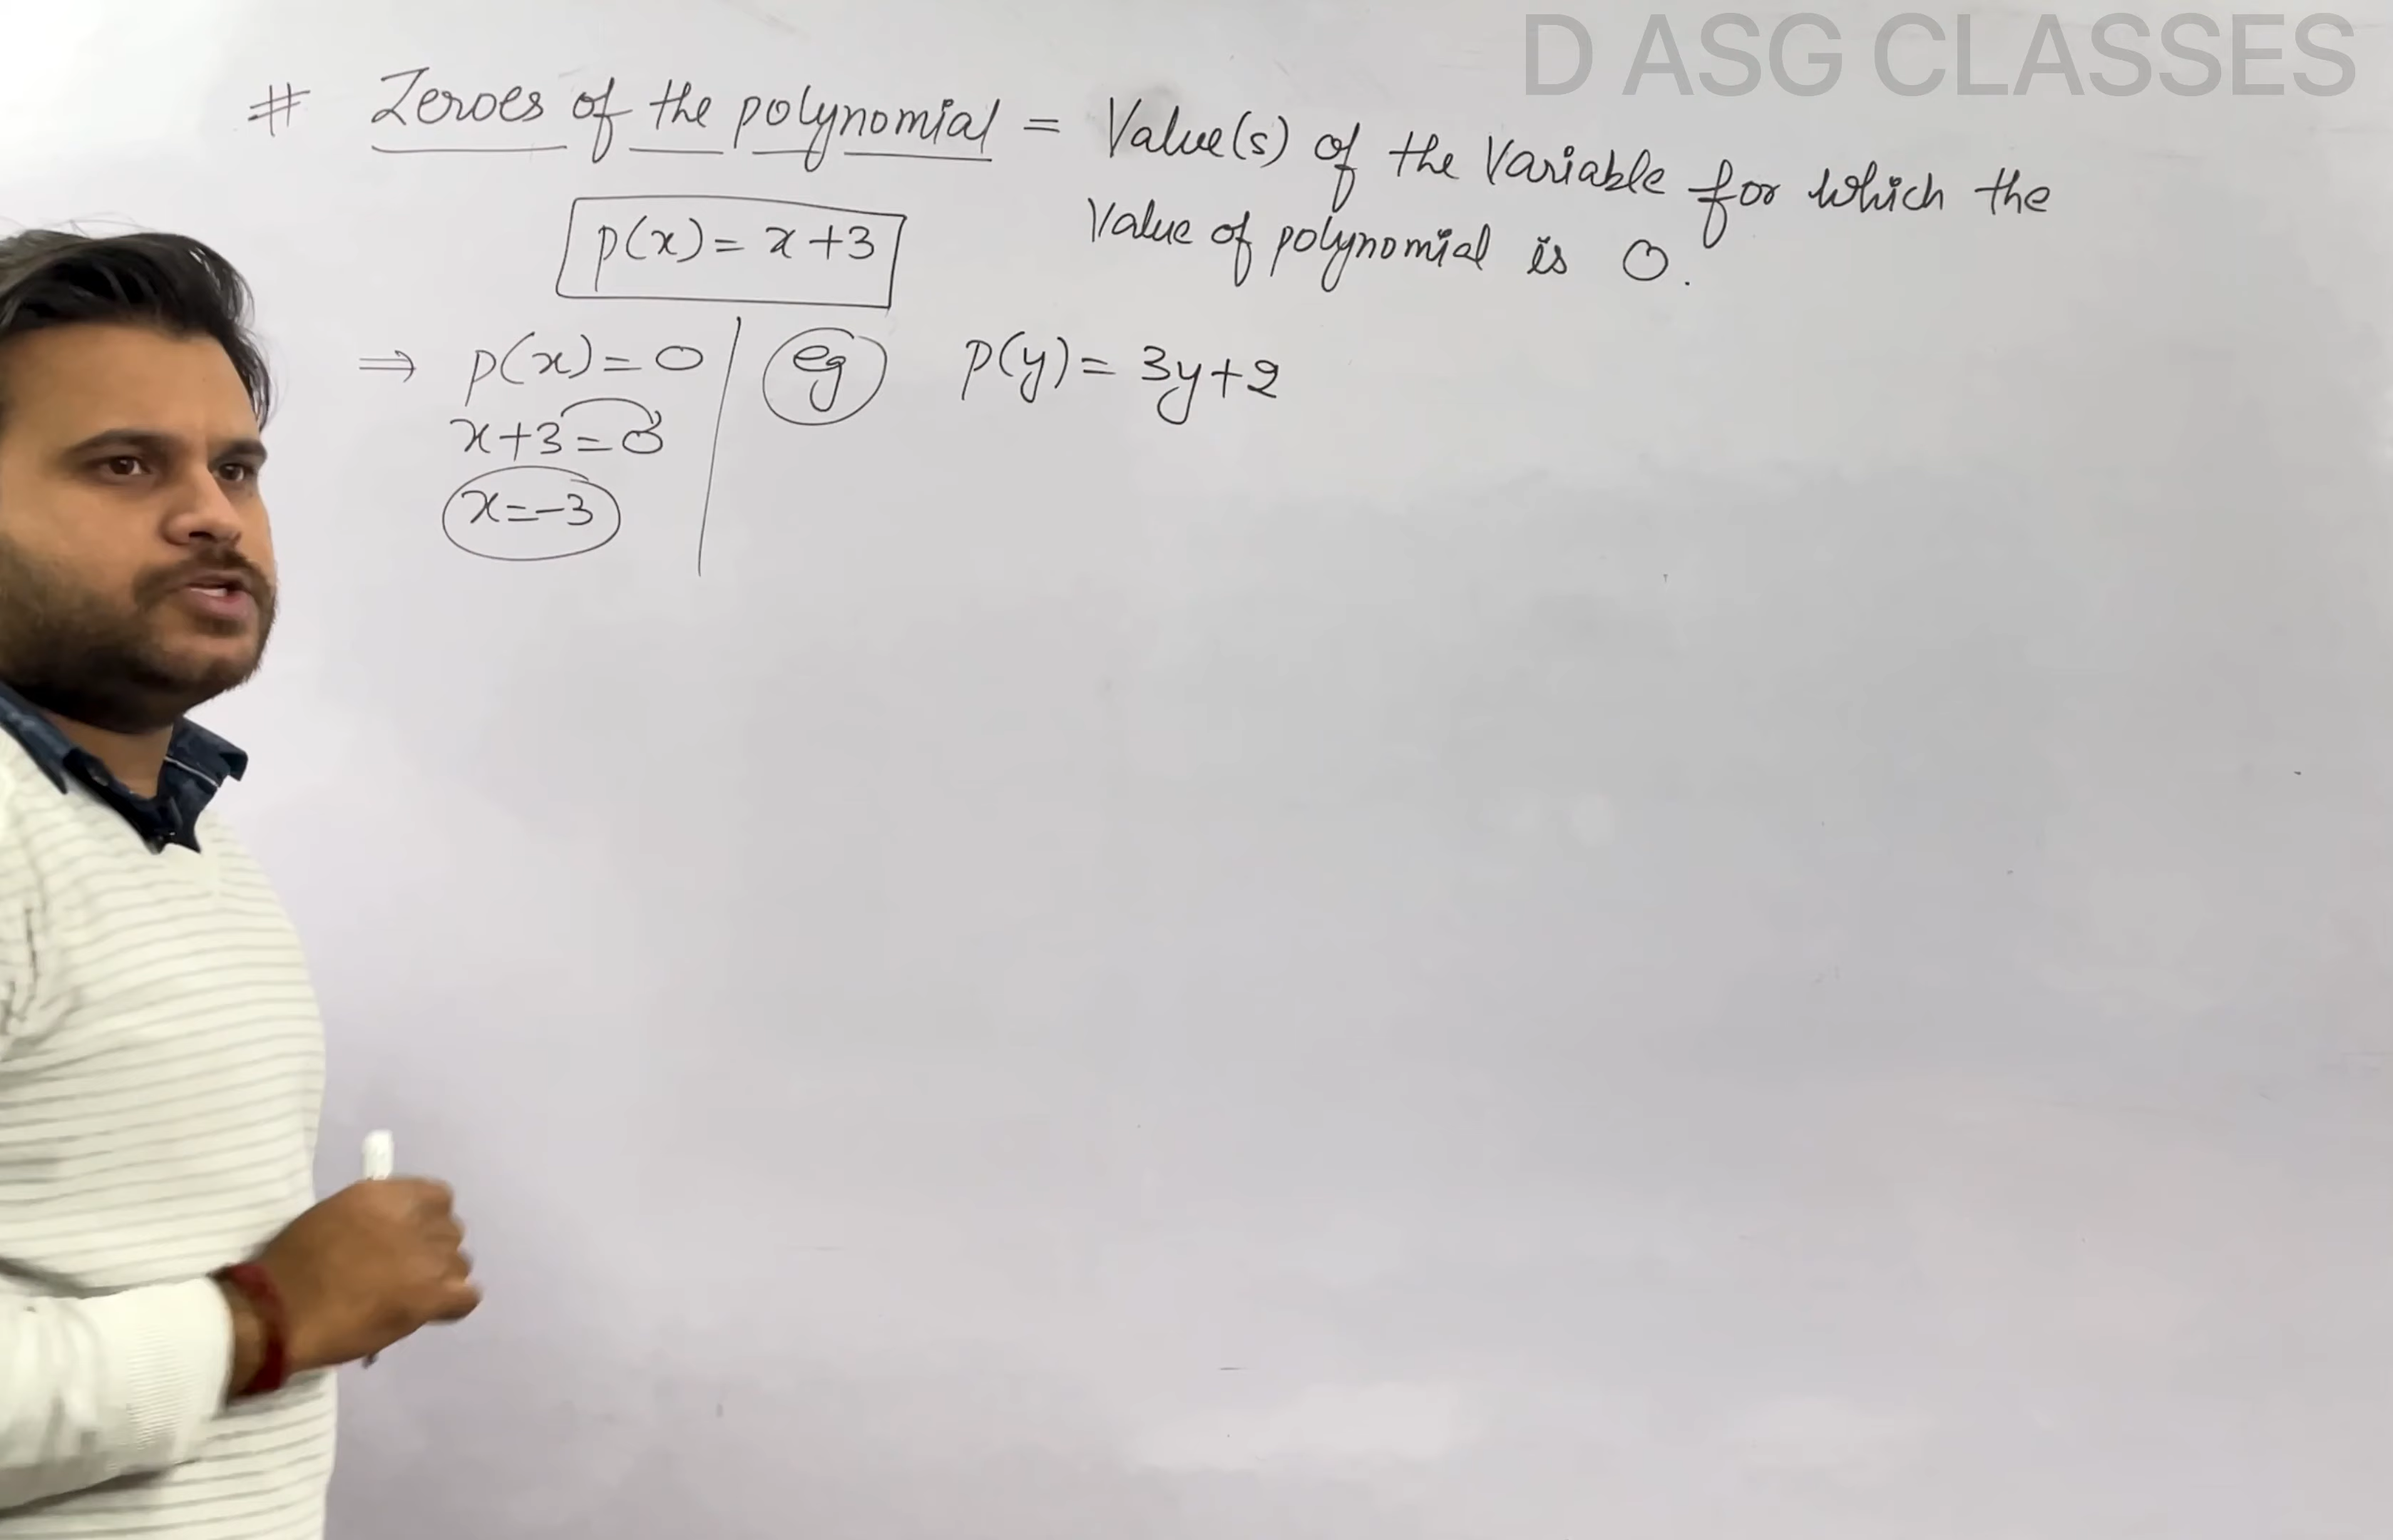 D ASG CLASSES
# Zeroes of the polynomial = Value(s) of the Variable for which the
Value of polynomial is 0.
p(x) = x+3
⇒ p(x) = 0
x+3 = 0
x = -3
eg p(y) = 3y+2